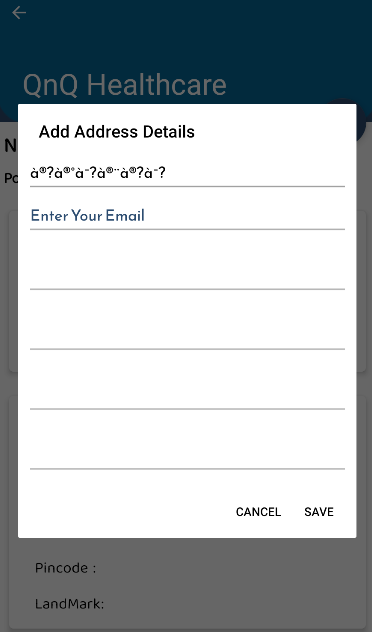 QnQ Healthcare
Add Address Details
à®?à®°à¯?à®¨à®?à¯?
Enter Your Email
CANCEL
SAVE
Pincode :
LandMark: